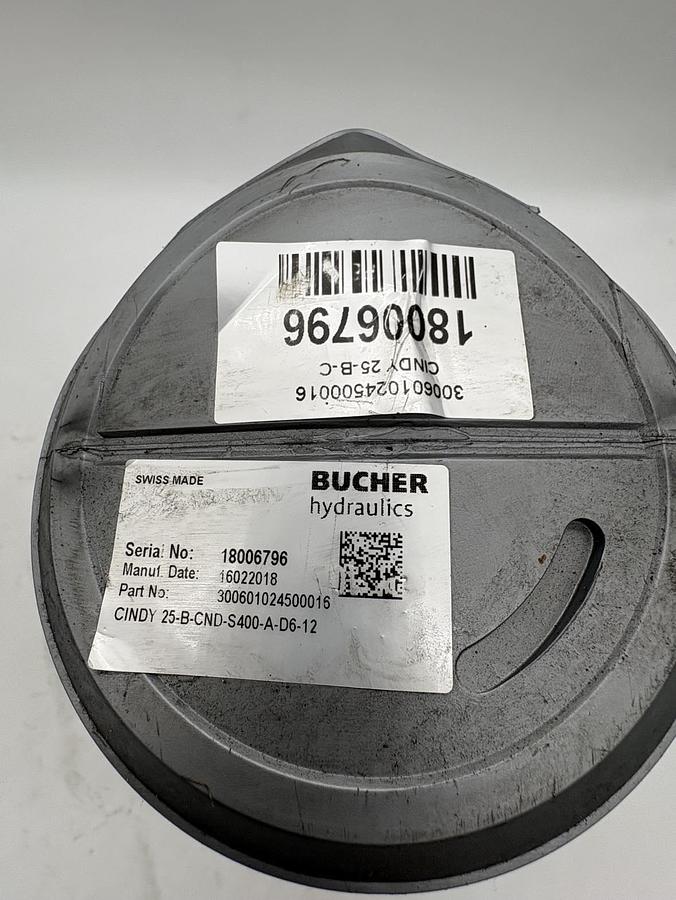 18006796
CINDY 25-B-C
300601024500016
SWISS MADE
BUCHER
hydraulics
Serial No: 18006796
Manuf. Date: 16022018
Part No: 300601024500016
CINDY 25-B-CND-S400-A-D6-12